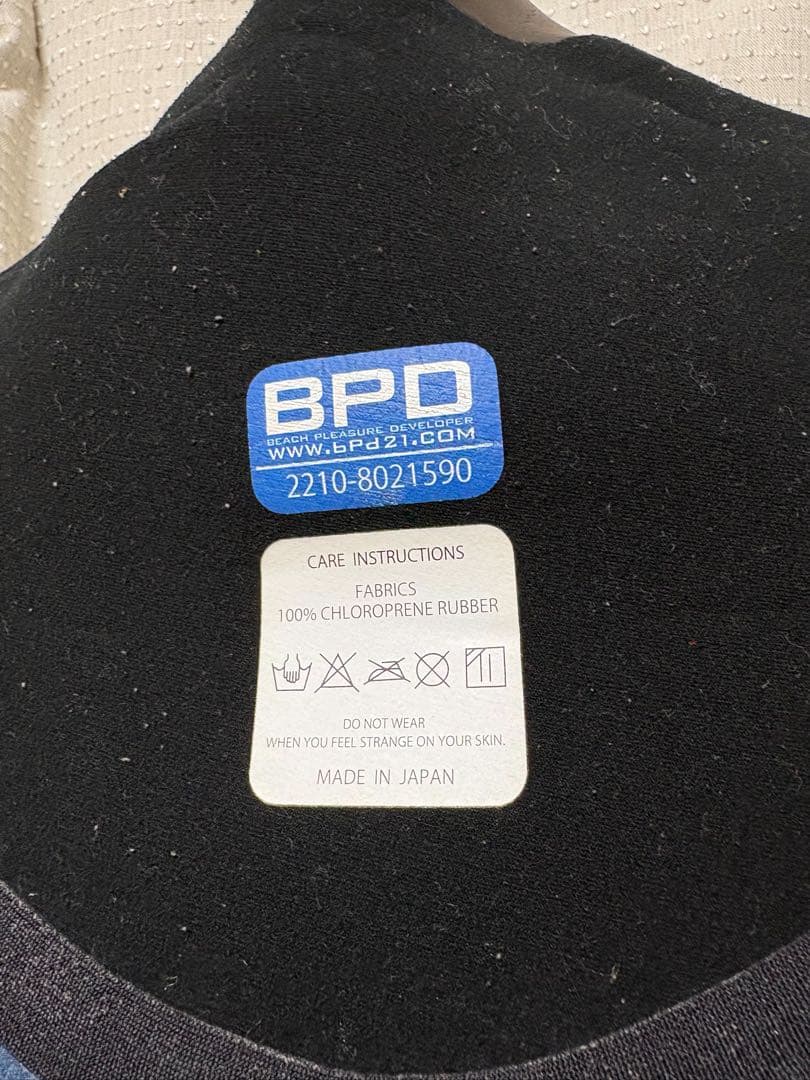 BPD
BEACH PLEASURE DEVELOPER
WWW.bPd21.COM
2210-8021590
CARE INSTRUCTIONS
FABRICS
100% CHLOROPRENE RUBBER
DO NOT WEAR
WHEN YOU FEEL STRANGE ON YOUR SKIN.
MADE IN JAPAN